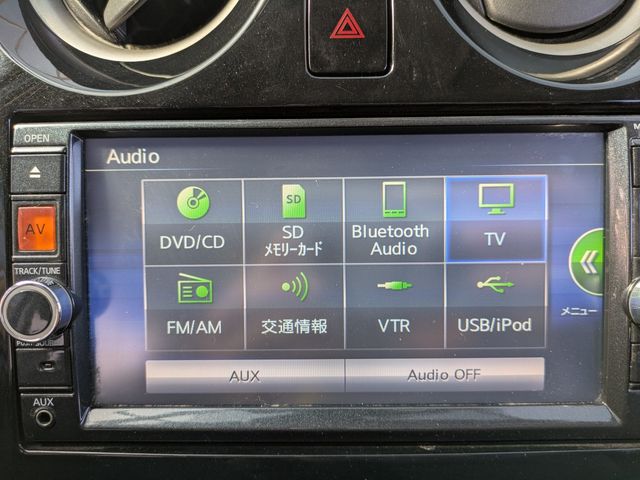 OPEN
Audio
AV
SD
DVD/CD
SD
メモリーカード
Bluetooth
Audio
TV
TRACK/TUNE
FM/AM
交通情報
VTR
USB/iPod
メニュー
AUX
Audio OFF
AUX